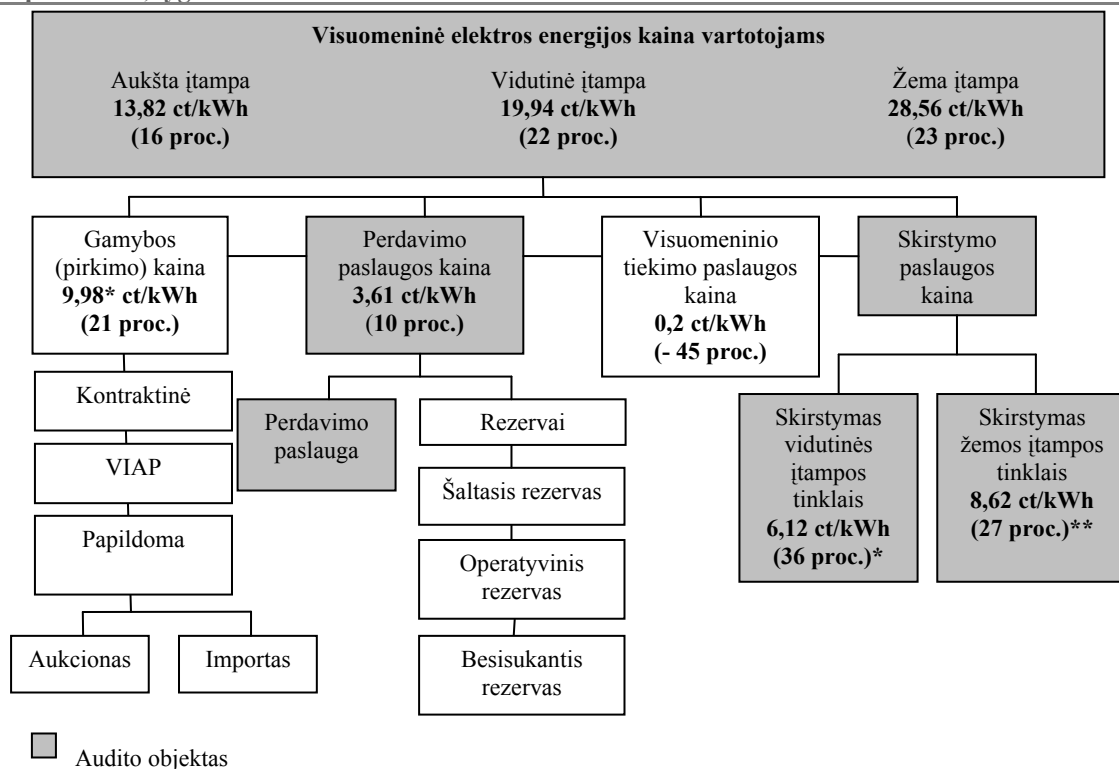 Visuomeninė elektros energijos kaina vartotojams
Aukšta įtampa
13,82 ct/kWh
(16 proc.)
Vidutinė įtampa
19,94 ct/kWh
(22 proc.)
Žema įtampa
28,56 ct/kWh
(23 proc.)
Gamybos
(pirkimo) kaina
9,98* ct/kWh
(21 proc.)
Perdavimo
paslaugos kaina
3,61 ct/kWh
(10 proc.)
Visuomeninio
tiekimo paslaugos
kaina
0,2 ct/kWh
(- 45 proc.)
Skirstymo
paslaugos
kaina
Kontraktinė
VIAP
Papildoma
Aukcionas
Importas
Perdavimo
paslauga
Rezervai
Šaltasis rezervas
Operatyvinis
rezervas
Besisukantis
rezervas
Skirstymas
vidutinės
įtampos
tinklais
6,12 ct/kWh
(36 proc.)*
Skirstymas
žemos įtampos
tinklais
8,62 ct/kWh
(27 proc.)**
Audito objektas